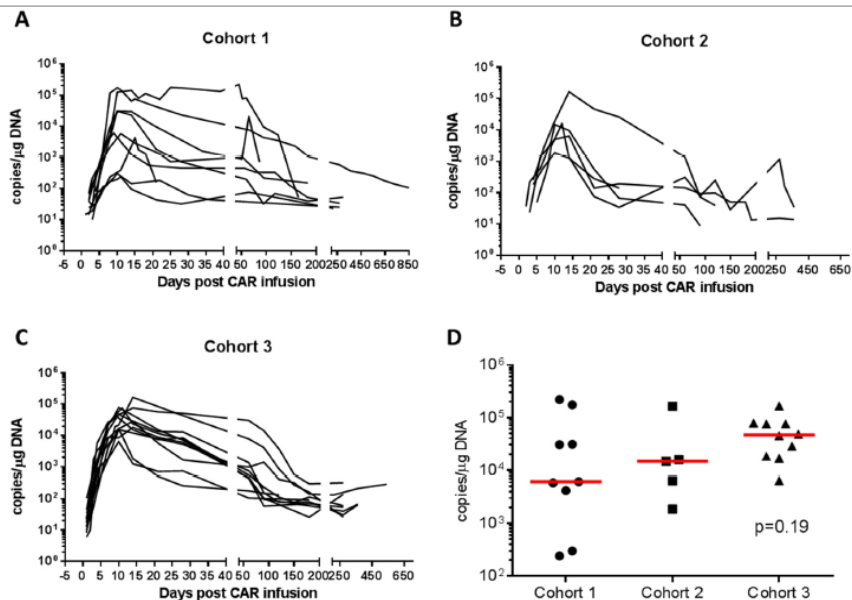 A
Cohort 1
copies/µg DNA
10⁶
10⁵
10⁴
10³
10²
10¹
10⁰
-5 0 5 10 15 20 25 30 35 40 50 100 150 200 250 450 650 850
Days post CAR infusion
B
Cohort 2
copies/µg DNA
10⁶
10⁵
10⁴
10³
10²
10¹
10⁰
-5 0 5 10 15 20 25 30 35 40 50 100 150 200 250 450 650
Days post CAR infusion
C
Cohort 3
copies/µg DNA
10⁶
10⁵
10⁴
10³
10²
10¹
10⁰
-5 0 5 10 15 20 25 30 35 40 50 100 150 200 250 450 650
Days post CAR infusion
D
copies/µg DNA
10⁶
10⁵
10⁴
10³
10²
p=0.19
Cohort 1 Cohort 2 Cohort 3